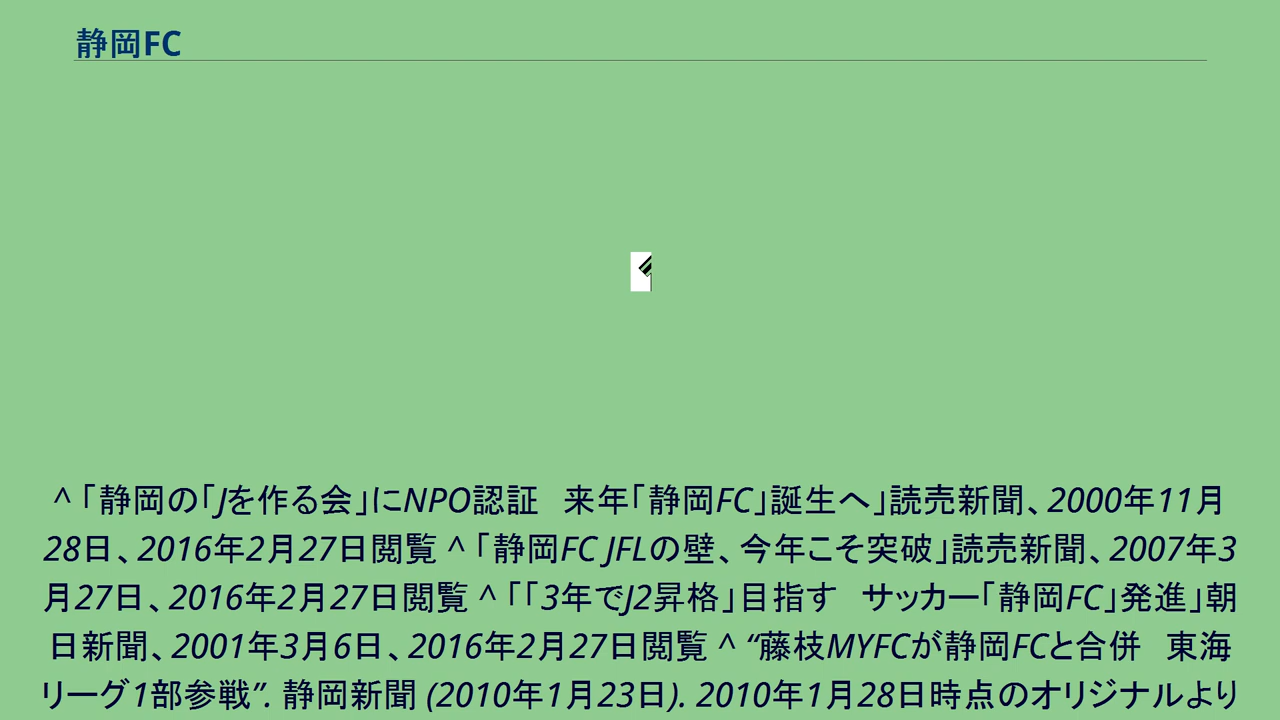 静岡FC
^ 「静岡の「Jを作る会」にNPO認証　来年「静岡FC」誕生へ」読売新聞、2000年11月
28日、2016年2月27日閲覧 ^ 「静岡FC JFLの壁、今年こそ突破」読売新聞、2007年3
月27日、2016年2月27日閲覧 ^ 「「3年でJ2昇格」目指す　サッカー「静岡FC」発進」朝
日新聞、2001年3月6日、2016年2月27日閲覧 ^ “藤枝MYFCが静岡FCと合併　東海
リーグ1部参戦”. 静岡新聞 (2010年1月23日). 2010年1月28日時点のオリジナルより